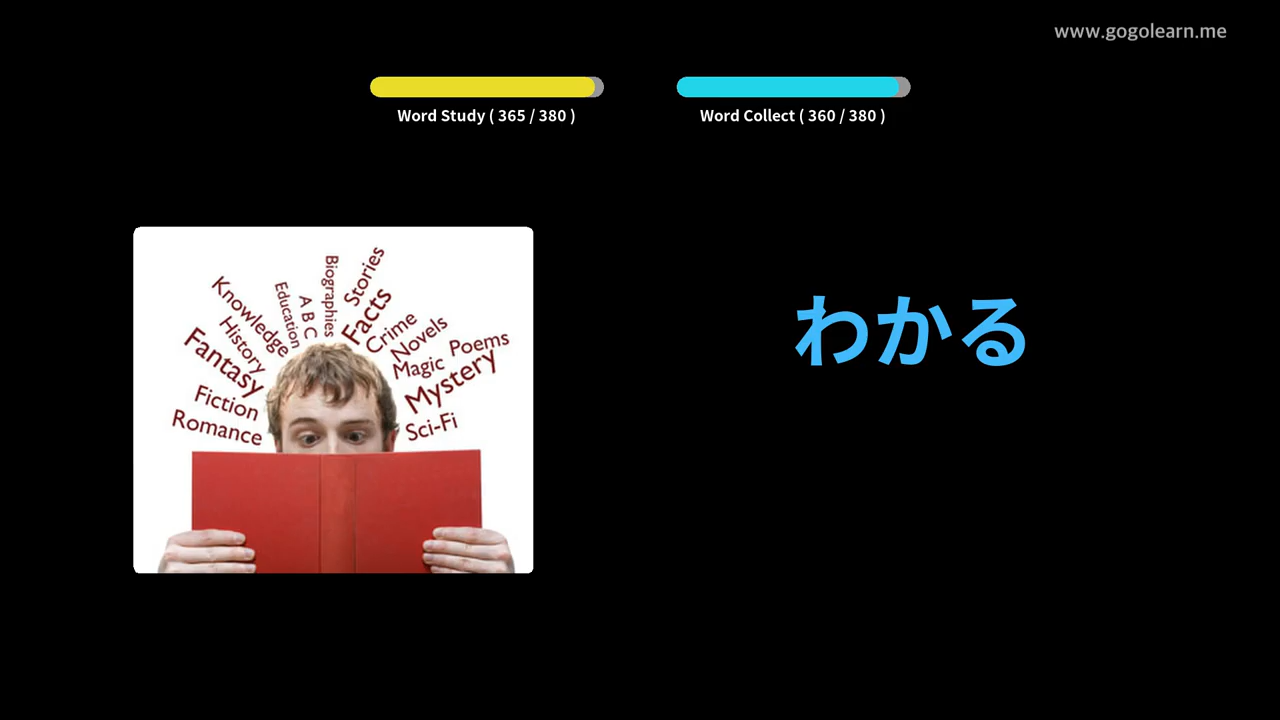 www.gogolearn.me
Word Study ( 365 / 380 )
Word Collect ( 360 / 380 )
Biographies
Stories
Education
A B C
Facts
Knowledge
Crime
History
Novels
Poems
Fantasy
Magic
Mystery
Fiction
Romance
Sci-Fi
わかる